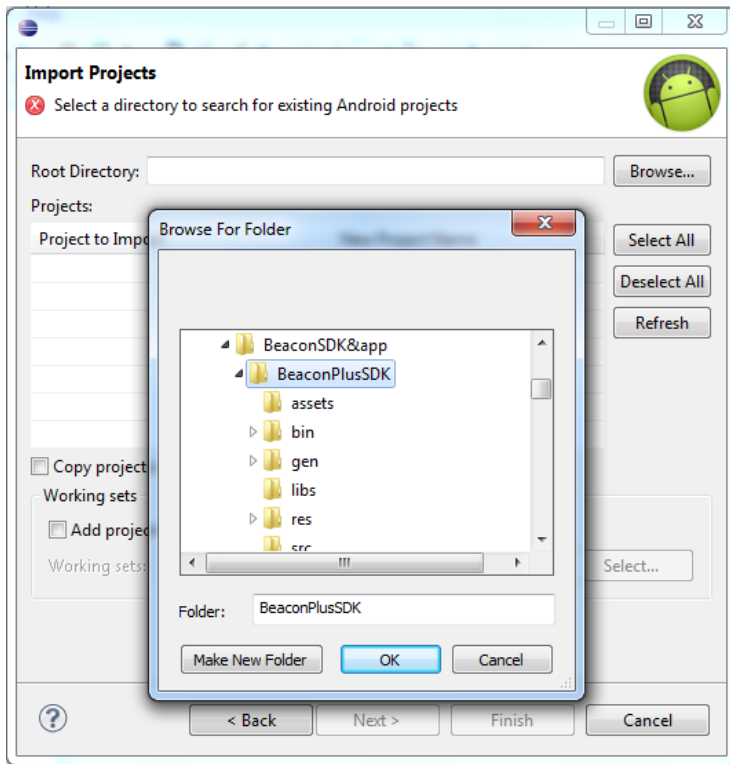 Import Projects
Select a directory to search for existing Android projects
Root Directory:
Browse...
Projects:
Project to Impo
Select All
Deselect All
Refresh
Browse For Folder
BeaconSDK&app
BeaconPlusSDK
assets
bin
gen
libs
res
src
Folder: BeaconPlusSDK
Make New Folder OK Cancel
Copy project
Working sets
Add projec
Working sets:
Select...
? < Back Next > Finish Cancel